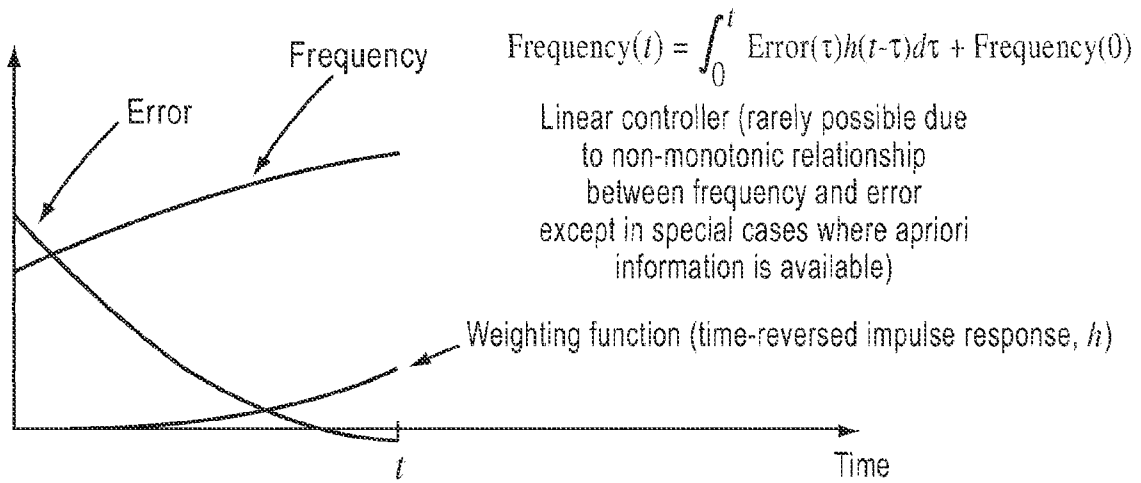 Frequency(t) = ∫₀ᵗ Error(τ)h(t-τ)dτ + Frequency(0)
Frequency
Error
Linear controller (rarely possible due
to non-monotonic relationship
between frequency and error
except in special cases where apriori
information is available)
Weighting function (time-reversed impulse response, h)
t
Time